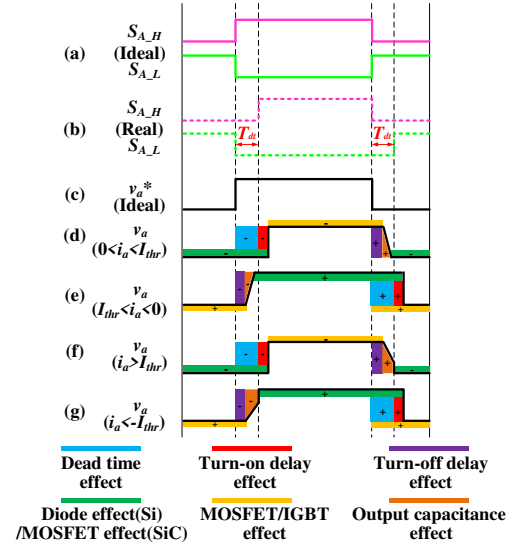 S_A_H
(a) (Ideal)
S_A_L
S_A_H
(b) (Real) T_dt T_dt
S_A_L
(c) v_a*
(Ideal)
(d) v_a - - - + +
(0<i_a<I_thr) - -
(e) v_a - - +
(I_thr<i_a<0) + + + +
(f) v_a - - - + +
(i_a>I_thr) - -
(g) v_a - - +
(i_a<-I_thr) + + + +
Dead time effect
Turn-on delay effect
Turn-off delay effect
Diode effect(Si) /MOSFET effect(SiC)
MOSFET/IGBT effect
Output capacitance effect